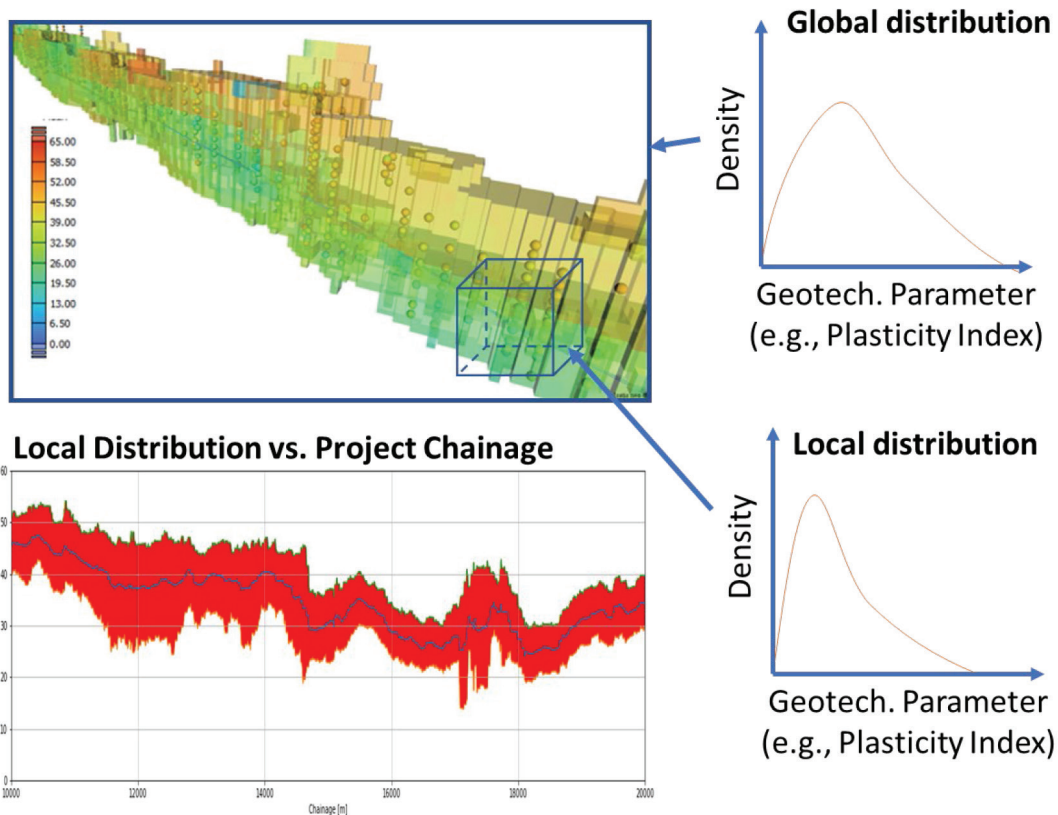 Global distribution
Density
Geotech. Parameter
(e.g., Plasticity Index)
65.00
58.50
52.00
45.50
39.00
32.50
26.00
19.50
13.00
6.50
0.00
Local Distribution vs. Project Chainage
60
50
40
30
20
10
0
10000 12000 14000 16000 18000 20000
Chainage [m]
Local distribution
Density
Geotech. Parameter
(e.g., Plasticity Index)